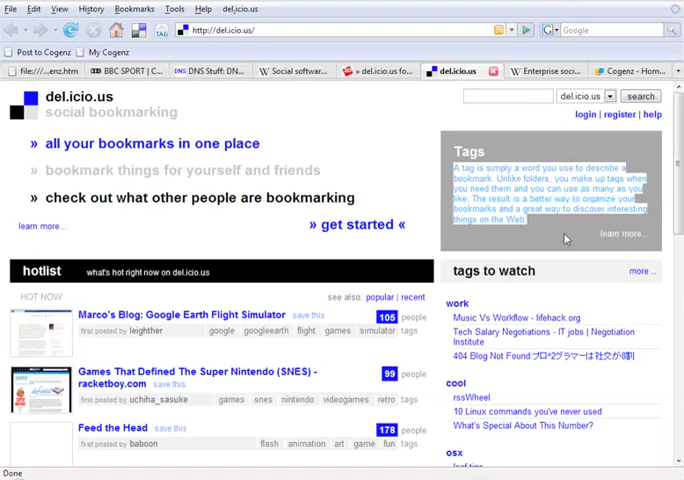 File Edit View History Bookmarks Tools Help del.icio.us
TAG http://del.icio.us/ Google
Post to Cogenz My Cogenz
file:///....enz.htm BBC SPORT | C... DNS Stuff: DN... Social softwar... » del.icio.us fo... del.icio.us Enterprise soci... Cogenz - Hom...
del.icio.us
social bookmarking
del.icio.us search
login | register | help
» all your bookmarks in one place
» bookmark things for yourself and friends
» check out what other people are bookmarking
learn more... » get started «
Tags
A tag is simply a word you use to describe a
bookmark. Unlike folders, you make up tags when
you need them and you can use as many as you
like. The result is a better way to organize your
bookmarks and a great way to discover interesting
things on the Web.
learn more...
hotlist what's hot right now on del.icio.us
HOT NOW see also: popular | recent
Marco's Blog: Google Earth Flight Simulator save this 105 people
first posted by leighther google googleearth flight games simulator tags
Games That Defined The Super Nintendo (SNES) -
racketboy.com save this 99 people
first posted by uchiha_sasuke games snes nintendo videogames retro tags
Feed the Head save this 178 people
first posted by baboon flash animation art game fun tags
tags to watch more ...
work
Music Vs Workflow - lifehack.org
Tech Salary Negotiations - IT jobs | Negotiation
Institute
404 Blog Not Found:
cool
rssWheel
10 Linux commands you've never used
What's Special About This Number?
osx
Done